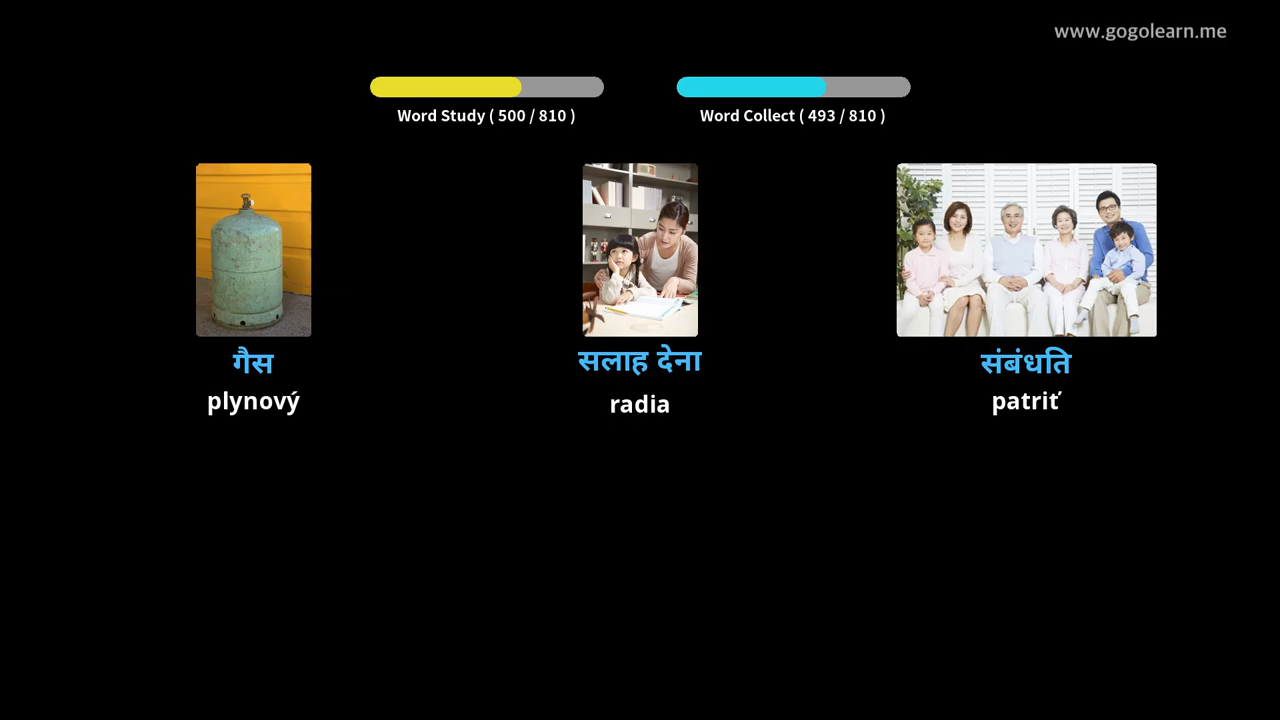 www.gogolearn.me
Word Study ( 500 / 810 )
Word Collect ( 493 / 810 )
गैस
सलाह देना
संबंधति
plynový
radia
patriť